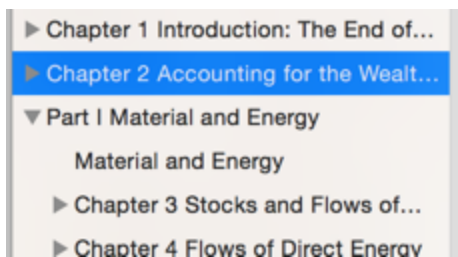 Chapter 1 Introduction: The End of...
Chapter 2 Accounting for the Wealt...
Part I Material and Energy
Material and Energy
Chapter 3 Stocks and Flows of...
Chapter 4 Flows of Direct Energy